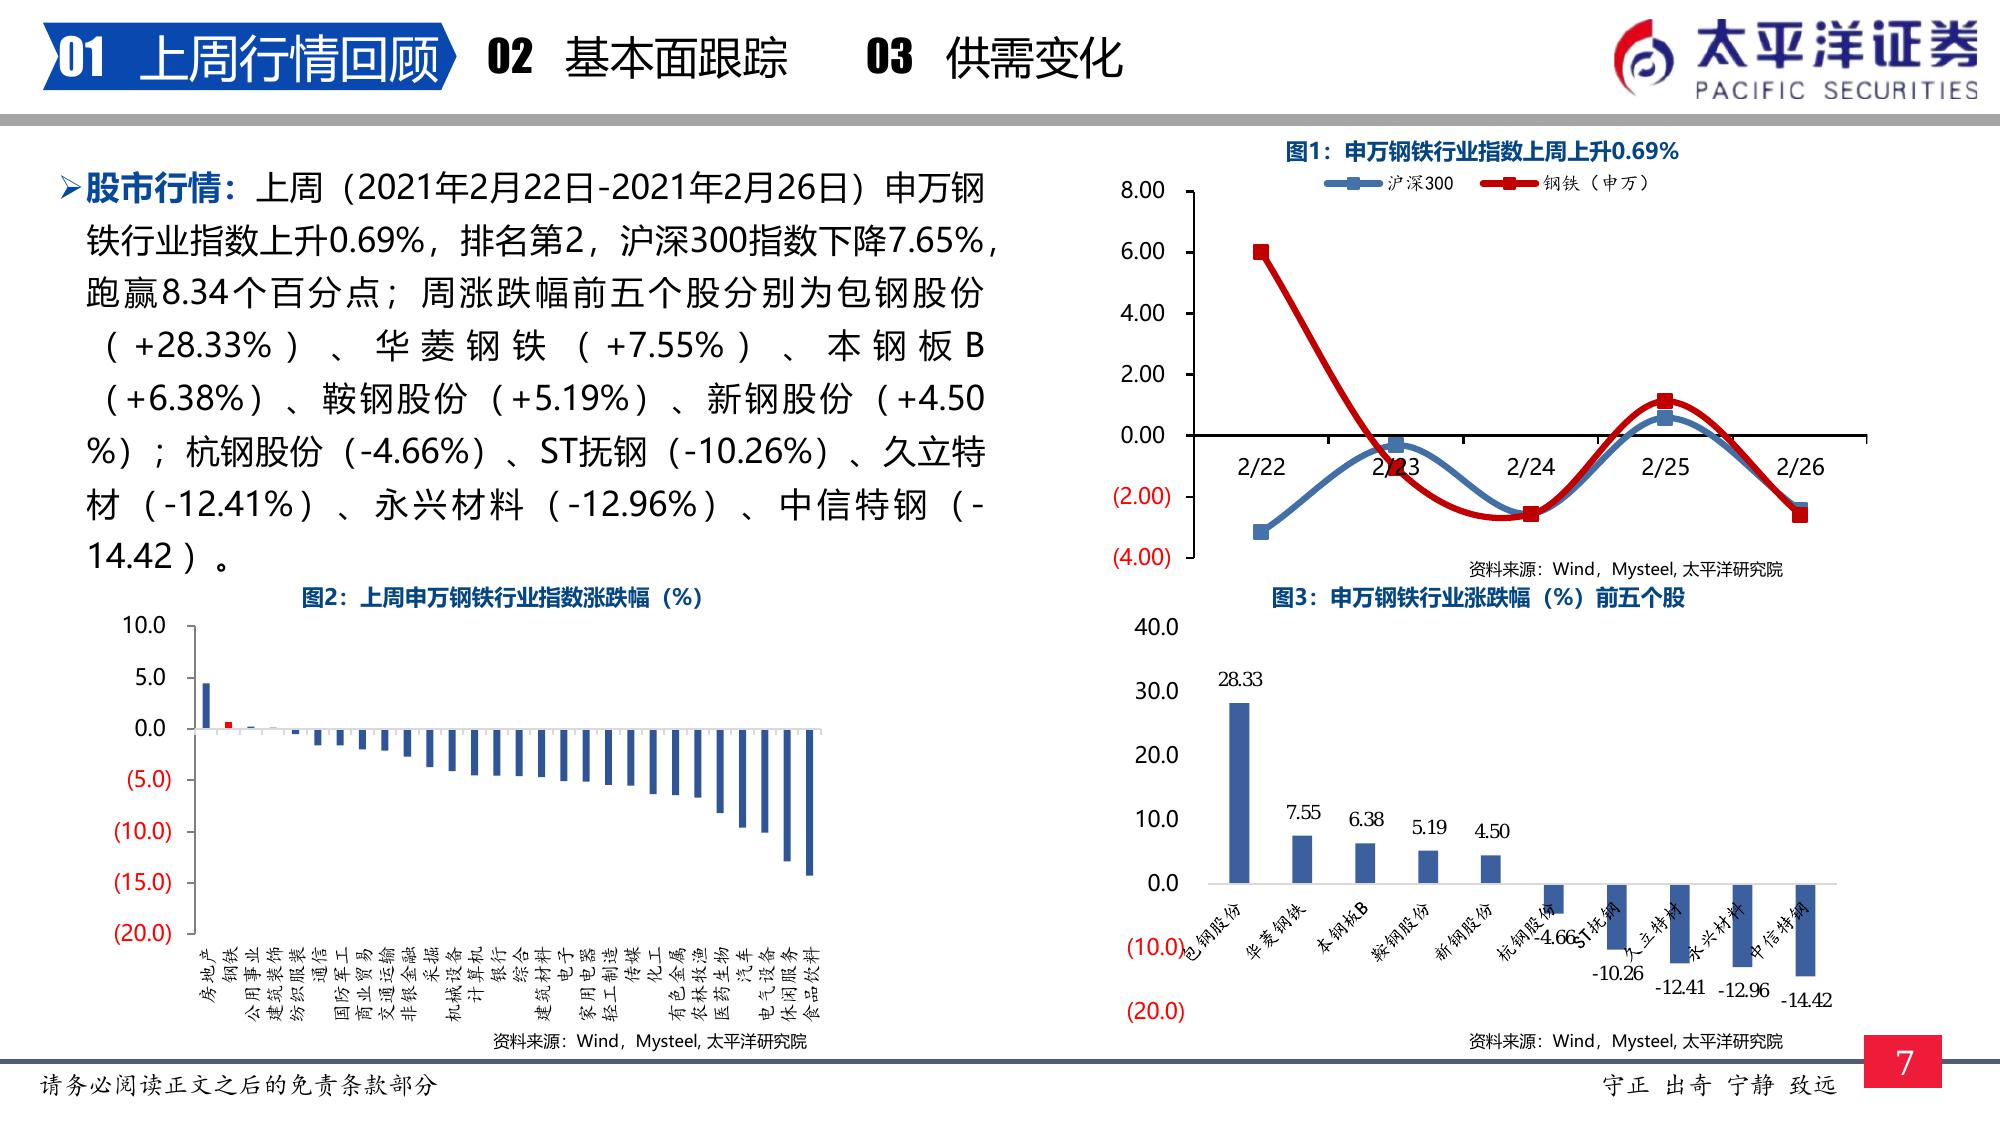 01 上周行情回顾 02 基本面跟踪 03 供需变化
太平洋证券
PACIFIC SECURITIES
股市行情：上周（2021年2月22日-2021年2月26日）申万钢
铁行业指数上升0.69%，排名第2，沪深300指数下降7.65%，
跑赢8.34个百分点；周涨跌幅前五个股分别为包钢股份
（+28.33%）、华菱钢铁（+7.55%）、本钢板B
（+6.38%）、鞍钢股份（+5.19%）、新钢股份（+4.50
%）；杭钢股份（-4.66%）、ST抚钢（-10.26%）、久立特
材（-12.41%）、永兴材料（-12.96%）、中信特钢（-
14.42）。
图1：申万钢铁行业指数上周上升0.69%
沪深300 钢铁（申万）
8.00
6.00
4.00
2.00
0.00
(2.00)
(4.00)
2/22 2/23 2/24 2/25 2/26
资料来源：Wind，Mysteel, 太平洋研究院
图2：上周申万钢铁行业指数涨跌幅（%）
10.0
5.0
0.0
(5.0)
(10.0)
(15.0)
(20.0)
房地产
钢铁
公用事业
建筑装饰
纺织服装
通信
国防军工
商业贸易
交通运输
非银金融
采掘
机械设备
计算机
银行
综合
建筑材料
电子
家用电器
轻工制造
传媒
化工
有色金属
农林牧渔
医药生物
汽车
电气设备
休闲服务
食品饮料
资料来源：Wind，Mysteel, 太平洋研究院
图3：申万钢铁行业涨跌幅（%）前五个股
40.0
30.0
20.0
10.0
0.0
(10.0)
(20.0)
28.33
7.55
6.38
5.19
4.50
-4.66
-10.26
-12.41
-12.96
-14.42
包钢股份
华菱钢铁
本钢板B
鞍钢股份
新钢股份
杭钢股份
ST抚钢
久立特材
永兴材料
中信特钢
资料来源：Wind，Mysteel, 太平洋研究院
请务必阅读正文之后的免责条款部分
守正 出奇 宁静 致远
7